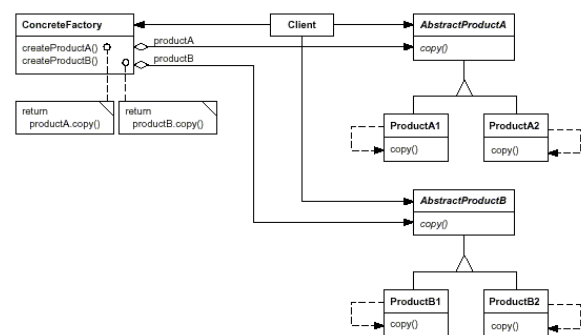 ConcreteFactory
createProductA()
createProductB()
Client
productA
productB
AbstractProductA
copy()
return
productA.copy()
return
productB.copy()
ProductA1
copy()
ProductA2
copy()
AbstractProductB
copy()
ProductB1
copy()
ProductB2
copy()